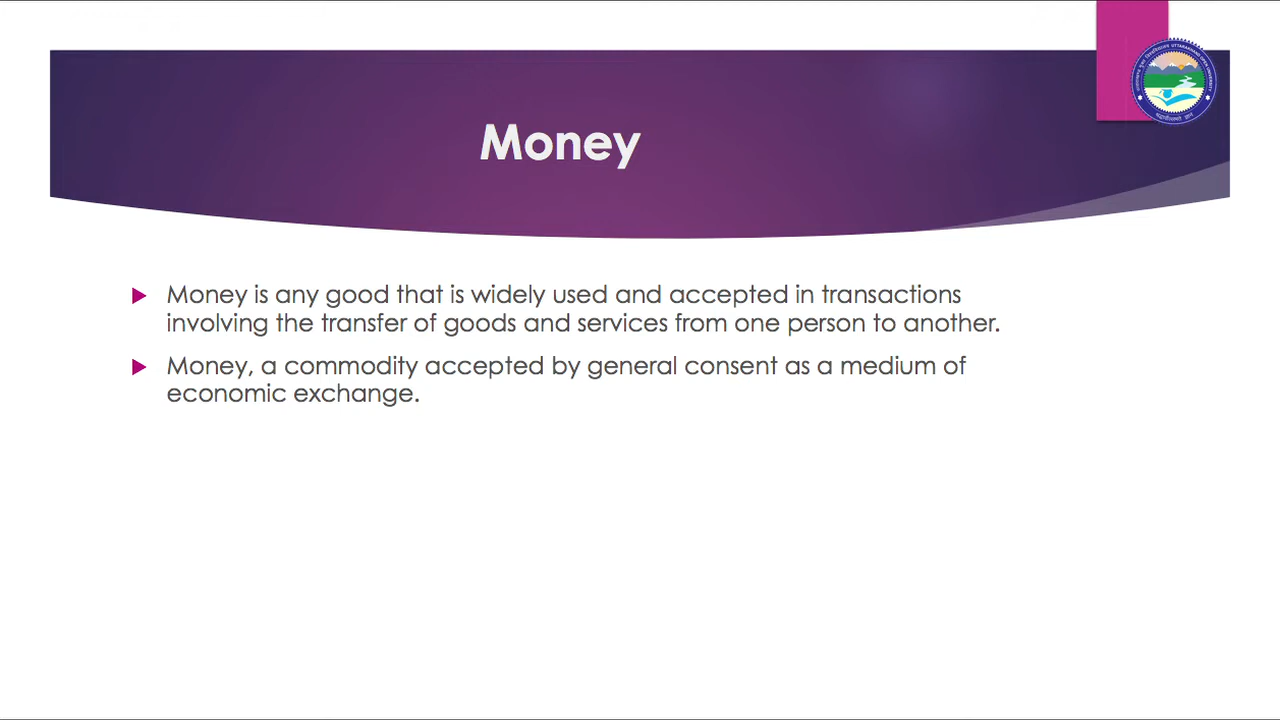 Money
Money is any good that is widely used and accepted in transactions
involving the transfer of goods and services from one person to another.
Money, a commodity accepted by general consent as a medium of
economic exchange.